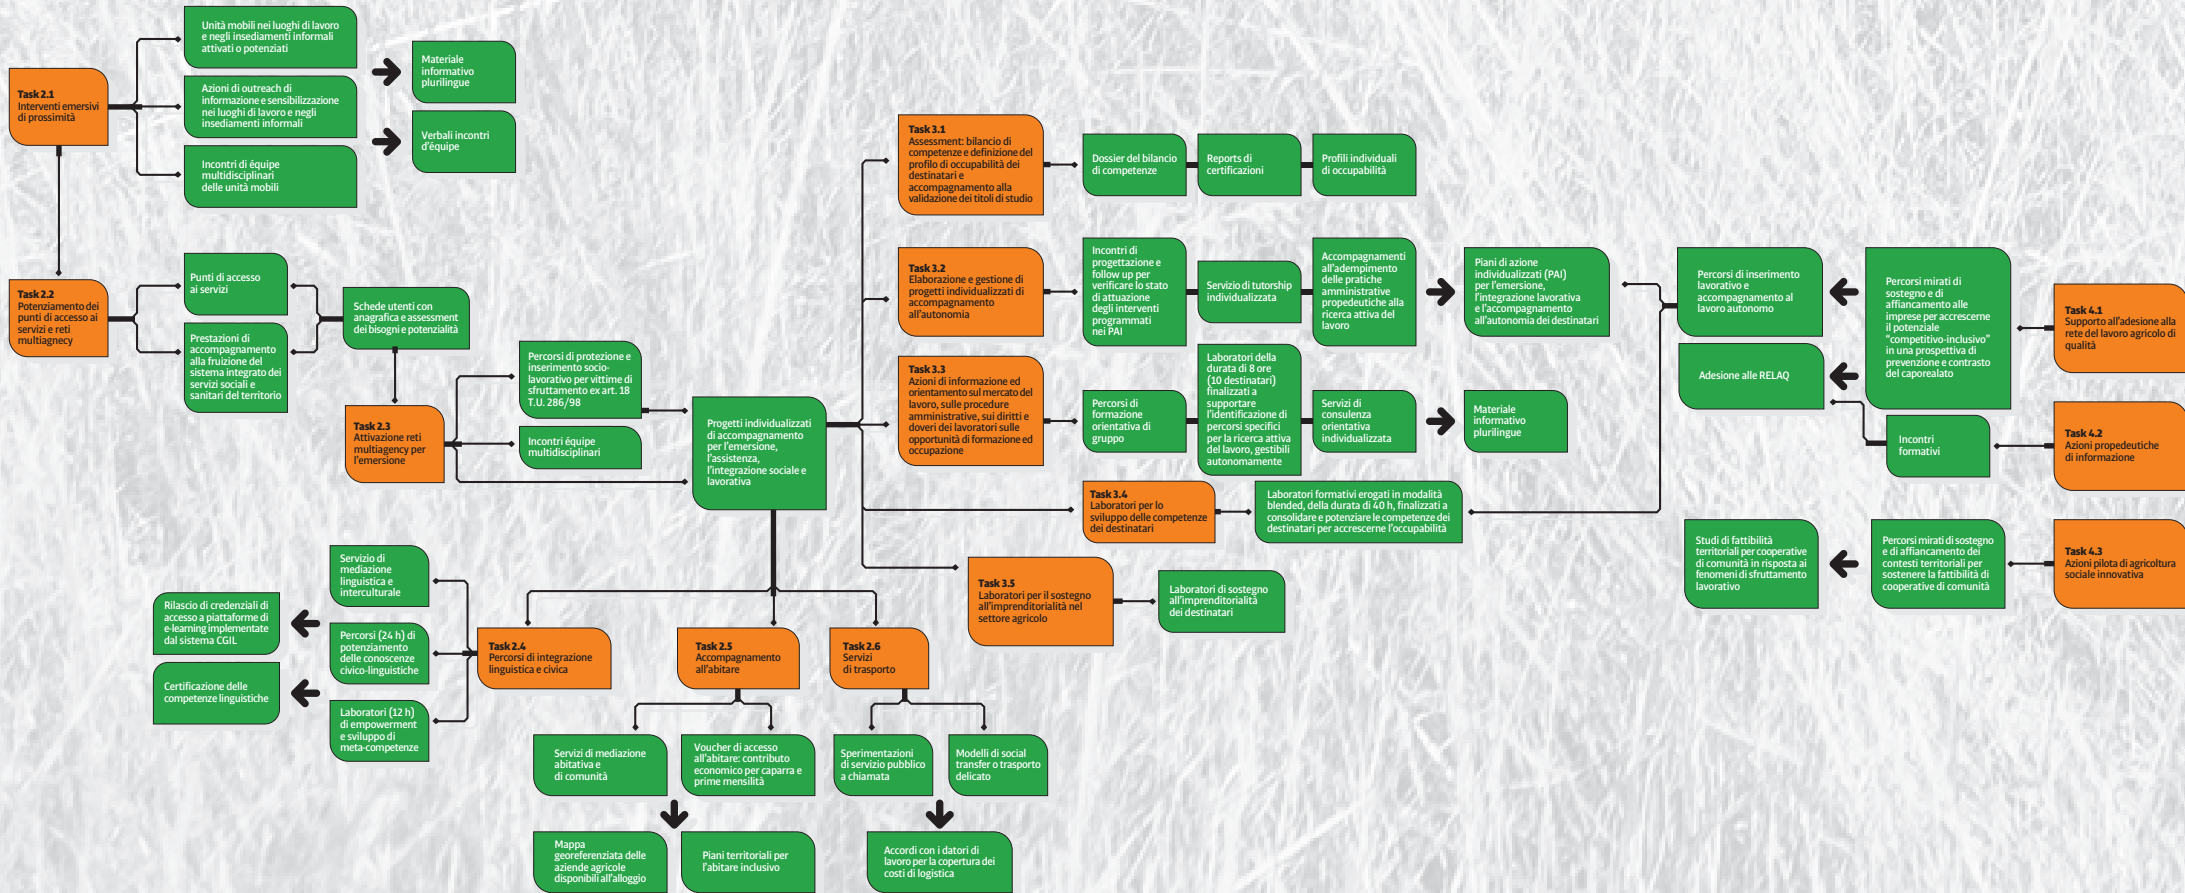 Task 2.1
Interventi emersivi
di prossimità
Unità mobili nei luoghi di lavoro
e negli insediamenti informali
attivati o potenziati
Azioni di outreach di
informazione e sensibilizzazione
nei luoghi di lavoro e negli
insediamenti informali
Incontri di équipe
multidisciplinari
delle unità mobili
Materiale
informativo
plurilingue
Verbali incontri
d'équipe
Task 2.2
Potenziamento dei
punti di accesso ai
servizi e reti
multiagnecy
Punti di accesso
ai servizi
Prestazioni di
accompagnamento
alla fruizione del
sistema integrato dei
servizi sociali e
sanitari del territorio
Schede utenti con
anagrafica e assessment
dei bisogni e potenzialità
Task 2.3
Attivazione reti
multiagency per
l'emersione
Percorsi di protezione e
inserimento socio-
lavorativo per vittime di
sfruttamento ex art. 18
T.U. 286/98
Incontri équipe
multidisciplinari
Progetti individualizzati
di accompagnamento
per l'emersione,
l'assistenza,
l'integrazione sociale e
lavorativa
Task 2.4
Percorsi di integrazione
linguistica e civica
Servizio di
mediazione
linguistica e
interculturale
Percorsi (24 h) di
potenziamento
delle conoscenze
civico-linguistiche
Laboratori (12 h)
di empowerment
e sviluppo di
meta-competenze
Rilascio di credenziali di
accesso a piattaforme di
e-learning implementate
dal sistema CGIL
Certificazione delle
competenze linguistiche
Task 2.5
Accompagnamento
all'abitare
Servizi di mediazione
abitativa e
di comunità
Voucher di accesso
all'abitare: contributo
economico per caparra e
prime mensilità
Mappa
georeferenziata delle
aziende agricole
disponibili all'alloggio
Piani territoriali per
l'abitare inclusivo
Task 2.6
Servizi
di trasporto
Sperimentazioni
di servizio pubblico
a chiamata
Modelli di social
transfer o trasporto
delicato
Accordi con i datori di
lavoro per la copertura dei
costi di logistica
Task 3.1
Assessment: bilancio di
competenze e definizione del
profilo di occupabilità dei
destinatari e
accompagnamento alla
validazione dei titoli di studio
Dossier del bilancio
di competenze
Reports di
certificazioni
Profili individuali
di occupabilità
Task 3.2
Elaborazione e gestione di
progetti individualizzati di
accompagnamento
all'autonomia
Incontri di
progettazione e
follow up per
verificare lo stato
di attuazione
degli interventi
programmati
nei PAI
Servizio di tutorship
individualizzata
Accompagnamenti
all'adempimento
delle pratiche
amministrative
propedeutiche alla
ricerca attiva del
lavoro
Piani di azione
individualizzati (PAI)
per l'emersione,
l'integrazione lavorativa
e l'accompagnamento
all'autonomia dei destinatari
Task 3.3
Azioni di informazione ed
orientamento sul mercato del
lavoro, sulle procedure
amministrative, sui diritti e
doveri dei lavoratori sulle
opportunità di formazione ed
occupazione
Percorsi di
formazione
orientativa di
gruppo
Laboratori della
durata di 8 ore
(10 destinatari)
finalizzati a
supportare
l'identificazione di
percorsi specifici
per la ricerca attiva
del lavoro, gestibili
autonomamente
Servizi di
consulenza
orientativa
individualizzata
Materiale
informativo
plurilingue
Task 3.4
Laboratori per lo
sviluppo delle competenze
dei destinatari
Laboratori formativi erogati in modalità
blended, della durata di 40 h, finalizzati a
consolidare e potenziare le competenze dei
destinatari per accrescerne l'occupabilità
Task 3.5
Laboratori per il sostegno
all'imprenditorialità nel
settore agricolo
Laboratori di sostegno
all'imprenditorialità
dei destinatari
Percorsi di inserimento
lavorativo e
accompagnamento al
lavoro autonomo
Adesione alle RELAQ
Percorsi mirati di
sostegno e di
affiancamento alle
imprese per accrescerne
il potenziale
"competitivo-inclusivo"
in una prospettiva di
prevenzione e contrasto
del caporealato
Task 4.1
Supporto all'adesione alla
rete del lavoro agricolo di
qualità
Incontri
formativi
Task 4.2
Azioni propedeutiche
di informazione
Studi di fattibilità
territoriali per cooperative
di comunità in risposta ai
fenomeni di sfruttamento
lavorativo
Percorsi mirati di sostegno
e di affiancamento dei
contesti territoriali per
sostenere la fattibilità di
cooperative di comunità
Task 4.3
Azioni pilota di agricoltura
sociale innovativa